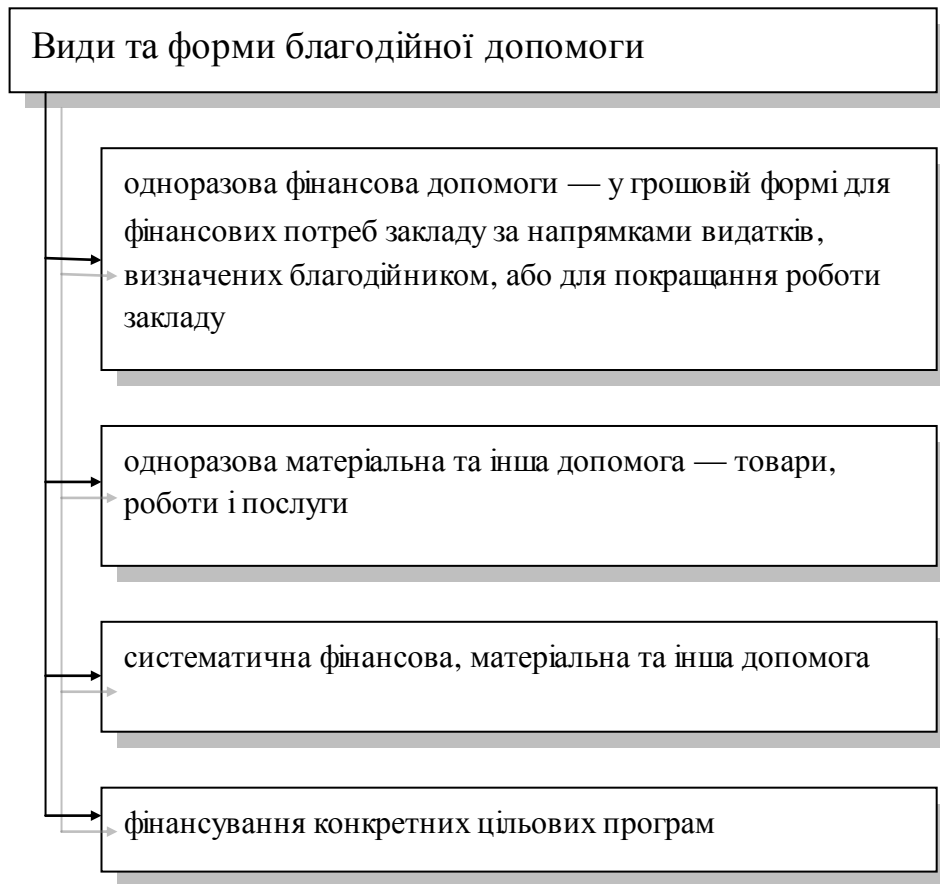 Види та форми благодійної допомоги
одноразова фінансова допомоги — у грошовій формі для
фінансових потреб закладу за напрямками видатків,
визначених благодійником, або для покращання роботи
закладу
одноразова матеріальна та інша допомога — товари,
роботи і послуги
систематична фінансова, матеріальна та інша допомога
фінансування конкретних цільових програм